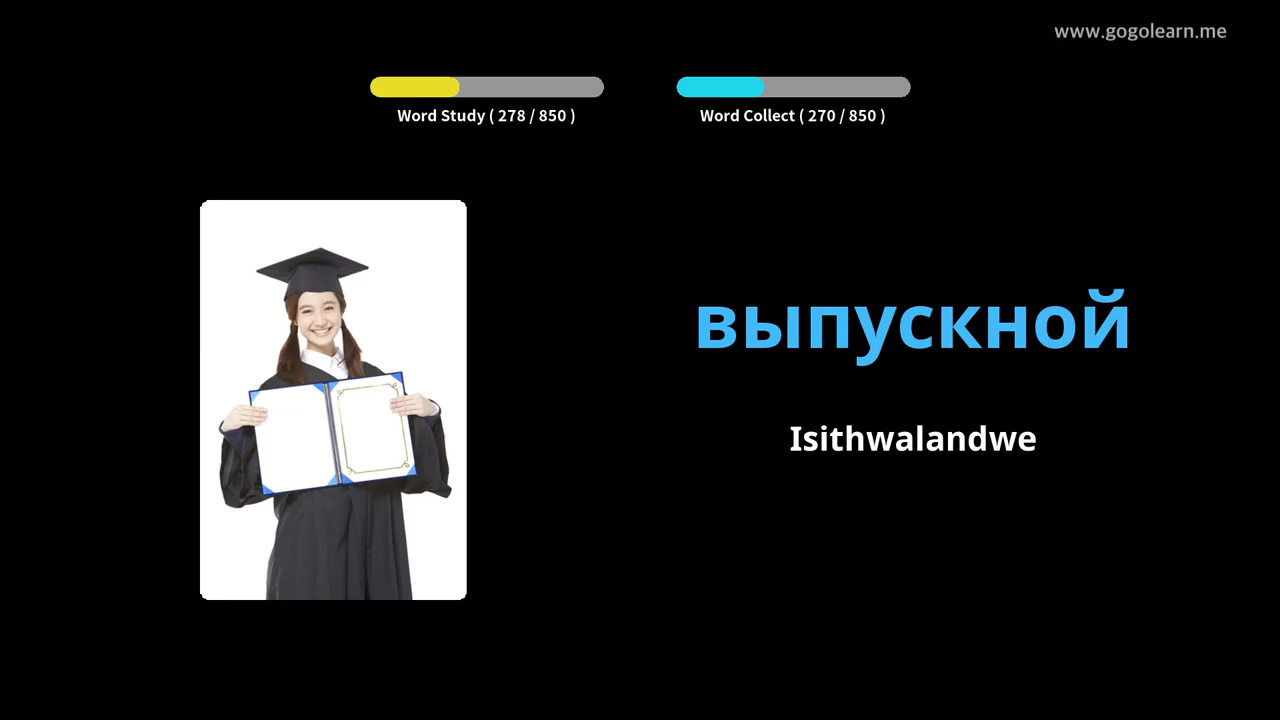 www.gogolearn.me
Word Study ( 278 / 850 )
Word Collect ( 270 / 850 )
выпускной
Isithwalandwe